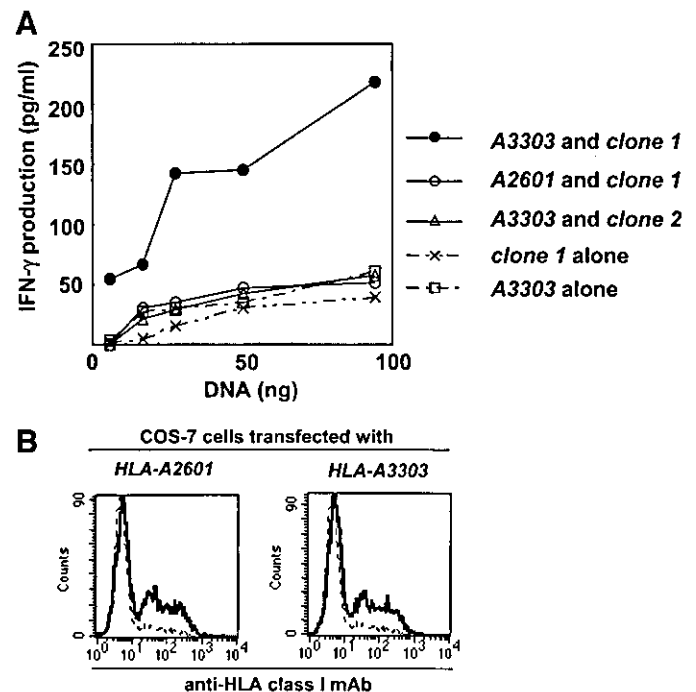 A
IFN-γ production (pg/ml)
250
200
150
100
50
0
50
100
DNA (ng)
A3303 and clone 1
A2601 and clone 1
A3303 and clone 2
clone 1 alone
A3303 alone
B
COS-7 cells transfected with
HLA-A2601
HLA-A3303
Counts
90
0
10⁰ 10¹ 10² 10³ 10⁴
Counts
90
0
10⁰ 10¹ 10² 10³ 10⁴
anti-HLA class I mAb